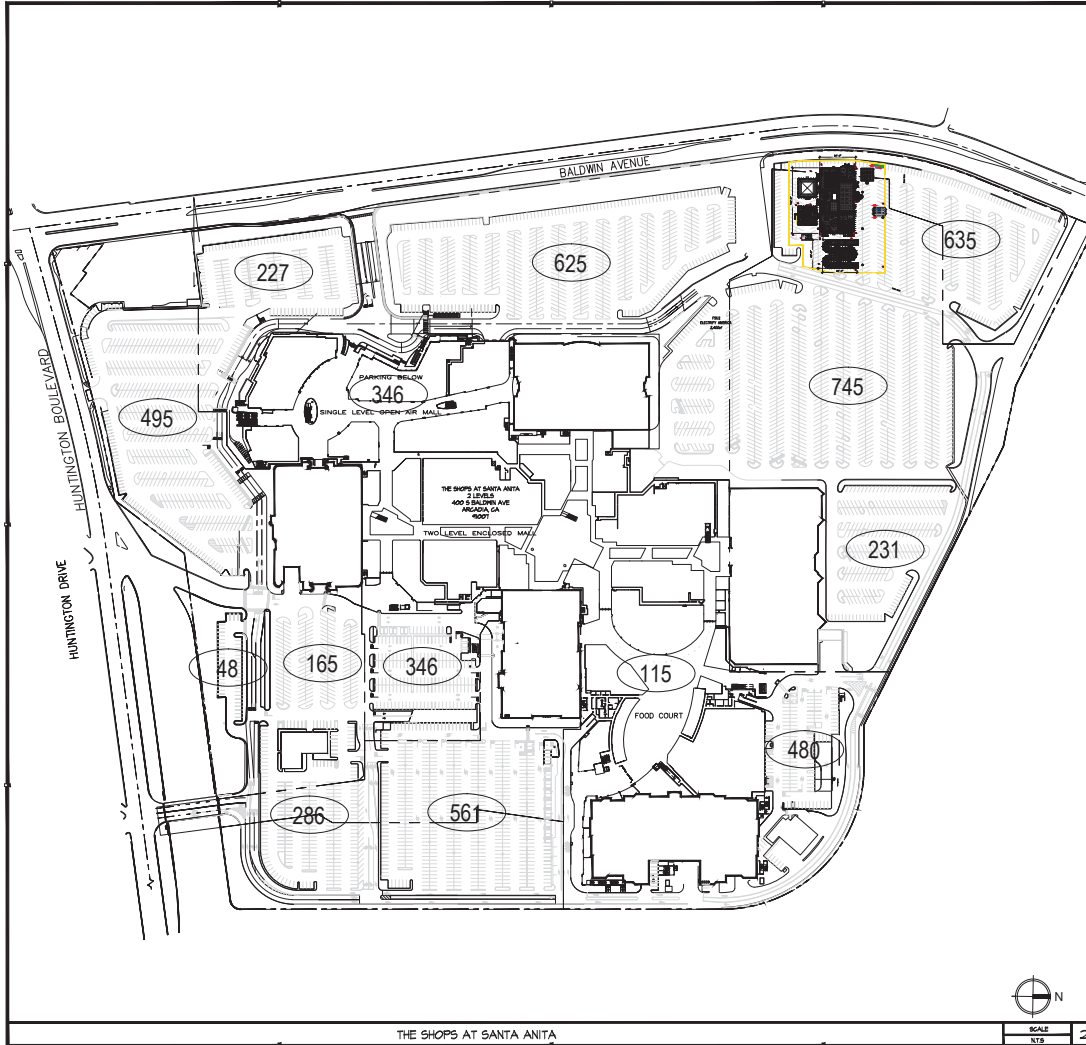 BALDWIN AVENUE
635
227
625
745
HUNTINGTON BOULEVARD
495
PARKING BELOW
346
SINGLE LEVEL OPEN AIR MALL
THE SHOPS AT SANTA ANITA
2 LEVELS
400 S BALDWIN AVE
ARCADIA, CA
91007
TWO LEVEL ENCLOSED MALL
231
HUNTINGTON DRIVE
48
165
346
115
FOOD COURT
480
286
561
N
THE SHOPS AT SANTA ANITA
SCALE
N.T.S
2